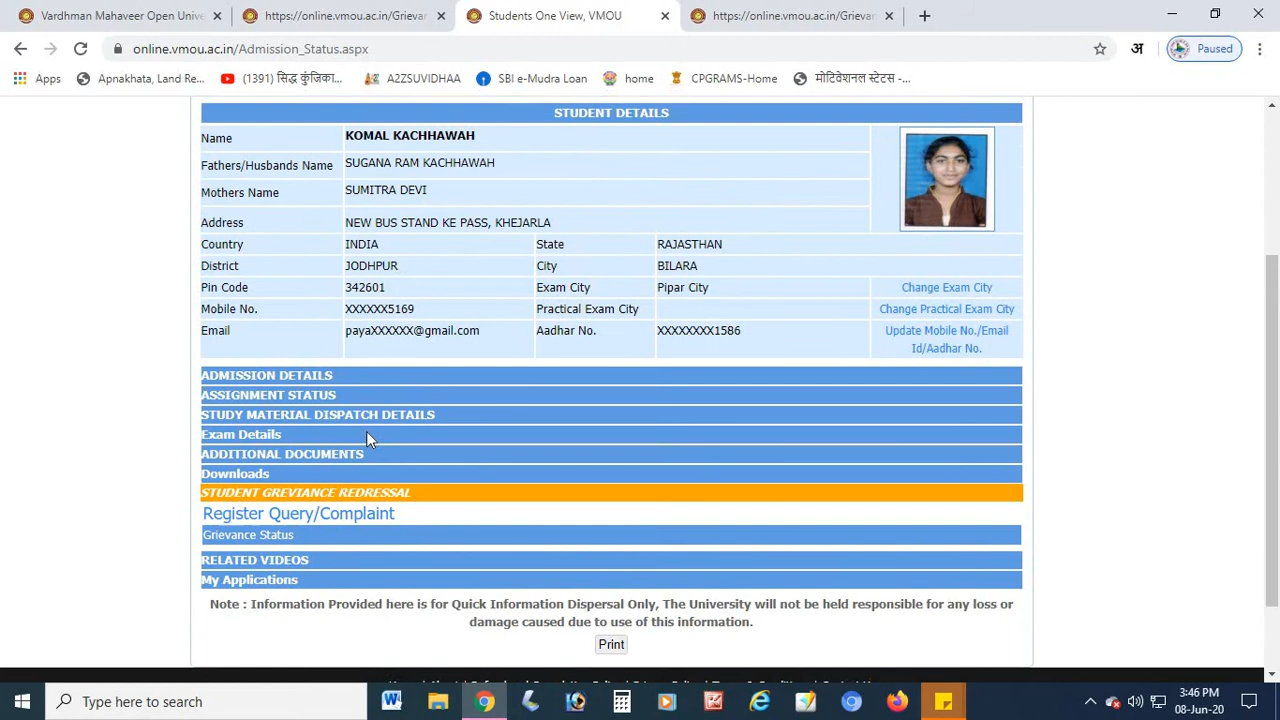 Vardhman Mahaveer Open Unive
https://online.vmou.ac.in/Grievan
Students One View, VMOU
https://online.vmou.ac.in/Grievan
online.vmou.ac.in/Admission_Status.aspx
अ
Paused
Apps
Apnakhata, Land Re...
(1391) सिद्ध कुंजिका...
A2ZSUVIDHAA
SBI e-Mudra Loan
home
CPGRAMS-Home
मोटिवेशनल स्टेटस -...
STUDENT DETAILS
Name KOMAL KACHHAWAH
Fathers/Husbands Name SUGANA RAM KACHHAWAH
Mothers Name SUMITRA DEVI
Address NEW BUS STAND KE PASS, KHEJARLA
Country INDIA State RAJASTHAN
District JODHPUR City BILARA
Pin Code 342601 Exam City Pipar City Change Exam City
Mobile No. XXXXXX5169 Practical Exam City Change Practical Exam City
Email payaXXXXXX@gmail.com Aadhar No. XXXXXXXX1586 Update Mobile No./Email
Id/Aadhar No.
ADMISSION DETAILS
ASSIGNMENT STATUS
STUDY MATERIAL DISPATCH DETAILS
Exam Details
ADDITIONAL DOCUMENTS
Downloads
STUDENT GREVIANCE REDRESSAL
Register Query/Complaint
Grievance Status
RELATED VIDEOS
My Applications
Note : Information Provided here is for Quick Information Dispersal Only, The University will not be held responsible for any loss or
damage caused due to use of this information.
Print
Type here to search
3:46 PM
08-Jun-20